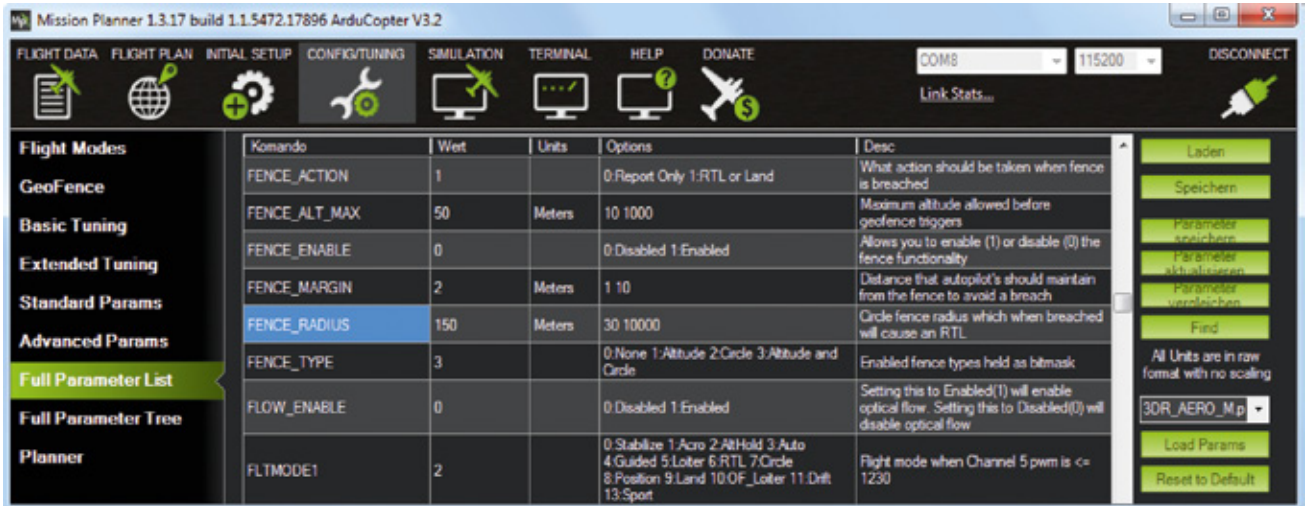 Mission Planner 1.3.17 build 1.1.5472.17896 ArduCopter V3.2
FLIGHT DATA FLIGHT PLAN INITIAL SETUP CONFIG/TUNING SIMULATION TERMINAL HELP DONATE
COM8 115200 DISCONNECT
Link Stats...
Flight Modes
GeoFence
Basic Tuning
Extended Tuning
Standard Params
Advanced Params
Full Parameter List
Full Parameter Tree
Planner
Komando Wert Units Options Desc
FENCE_ACTION 1 0:Report Only 1:RTL or Land What action should be taken when fence
is breached
FENCE_ALT_MAX 50 Meters 10 1000 Maximum altitude allowed before
geofence triggers
FENCE_ENABLE 0 0:Disabled 1:Enabled Allows you to enable (1) or disable (0) the
fence functionality
FENCE_MARGIN 2 Meters 1 10 Distance that autopilot's should maintain
from the fence to avoid a breach
FENCE_RADIUS 150 Meters 30 10000 Circle fence radius which when breached
will cause an RTL
FENCE_TYPE 3 0:None 1:Altitude 2:Circle 3:Altitude and
Circle Enabled fence types held as bitmask
FLOW_ENABLE 0 0:Disabled 1:Enabled Setting this to Enabled(1) will enable
optical flow. Setting this to Disabled(0) will
disable optical flow
FLTMODE1 2 0:Stabilize 1:Acro 2:AltHold 3:Auto
4:Guided 5:Loiter 6:RTL 7:Circle
8:Position 9:Land 10:OF_Loiter 11:Drift
13:Sport
Flight mode when Channel 5 pwm is <=
1230
Laden
Speichern
Parameter
speichern
Parameter
aktualisieren
Parameter
vergleichen
Find
All Units are in raw
format with no scaling
3DR_AERO_M.p
Load Params
Reset to Default